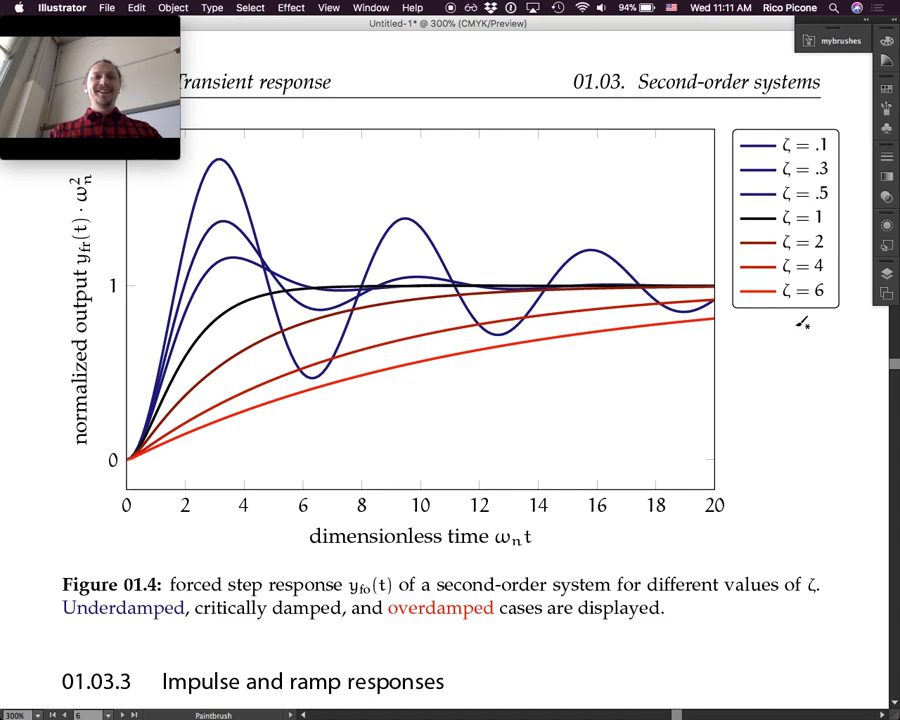 Illustrator File Edit Object Type Select Effect View Window Help 94% Wed 11:11 AM Rico Picone
Untitled-1* @ 300% (CMYK/Preview)
mybrushes
Transient response 01.03. Second-order systems
ζ = .1
ζ = .3
ζ = .5
ζ = 1
ζ = 2
ζ = 4
ζ = 6
normalized output y_fr(t) · ω_n^2
1
0
0 2 4 6 8 10 12 14 16 18 20
dimensionless time ω_n t
Figure 01.4: forced step response y_fo(t) of a second-order system for different values of ζ.
Underdamped, critically damped, and overdamped cases are displayed.
01.03.3 Impulse and ramp responses
300% 6 Paintbrush